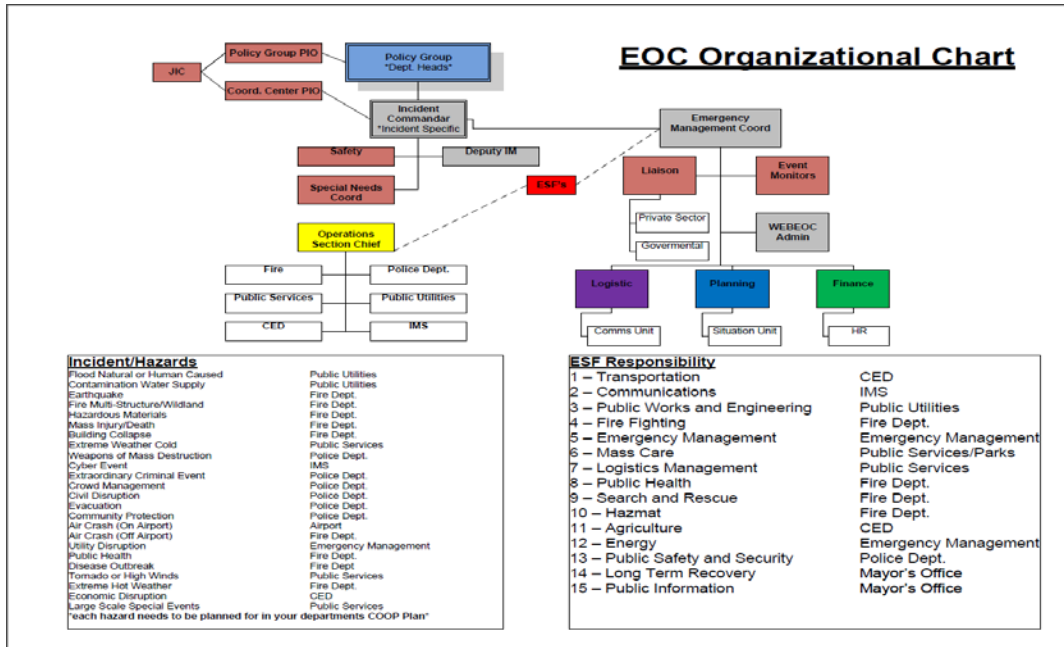 EOC Organizational Chart
Policy Group PIO
Policy Group
"Dept. Heads"
JIC
Coord. Center PIO
Incident
Commandar
*Incident Specific
Emergency
Management Coord
Safety
Deputy IM
Liaison
Event
Monitors
Special Needs
Coord
ESF's
Private Sector
Govermental
WEBEOC
Admin
Operations
Section Chief
Fire
Police Dept.
Public Services
Public Utilities
CED
IMS
Logistic
Planning
Finance
Comms Unit
Situation Unit
HR
Incident/Hazards
Flood Natural or Human Caused Public Utilities
Contamination Water Supply Public Utilities
Earthquake Fire Dept.
Fire Multi-Structure/Wildland Fire Dept.
Hazardous Materials Fire Dept.
Mass Injury/Death Fire Dept.
Building Collapse Fire Dept.
Extreme Weather Cold Public Services
Weapons of Mass Destruction Police Dept.
Cyber Event IMS
Extraordinary Criminal Event Police Dept.
Crowd Management Police Dept.
Civil Disruption Police Dept.
Evacuation Police Dept.
Community Protection Police Dept.
Air Crash (On Airport) Airport
Air Crash (Off Airport) Fire Dept.
Utility Disruption Emergency Management
Public Health Fire Dept.
Disease Outbreak Fire Dept
Tornado or High Winds Public Services
Extreme Hot Weather Fire Dept.
Economic Disruption CED
Large Scale Special Events Public Services
"each hazard needs to be planned for in your departments COOP Plan"
ESF Responsibility
1 – Transportation CED
2 – Communications IMS
3 – Public Works and Engineering Public Utilities
4 – Fire Fighting Fire Dept.
5 – Emergency Management Emergency Management
6 – Mass Care Public Services/Parks
7 – Logistics Management Public Services
8 – Public Health Fire Dept.
9 – Search and Rescue Fire Dept.
10 – Hazmat Fire Dept.
11 – Agriculture CED
12 – Energy Emergency Management
13 – Public Safety and Security Police Dept.
14 – Long Term Recovery Mayor's Office
15 – Public Information Mayor's Office